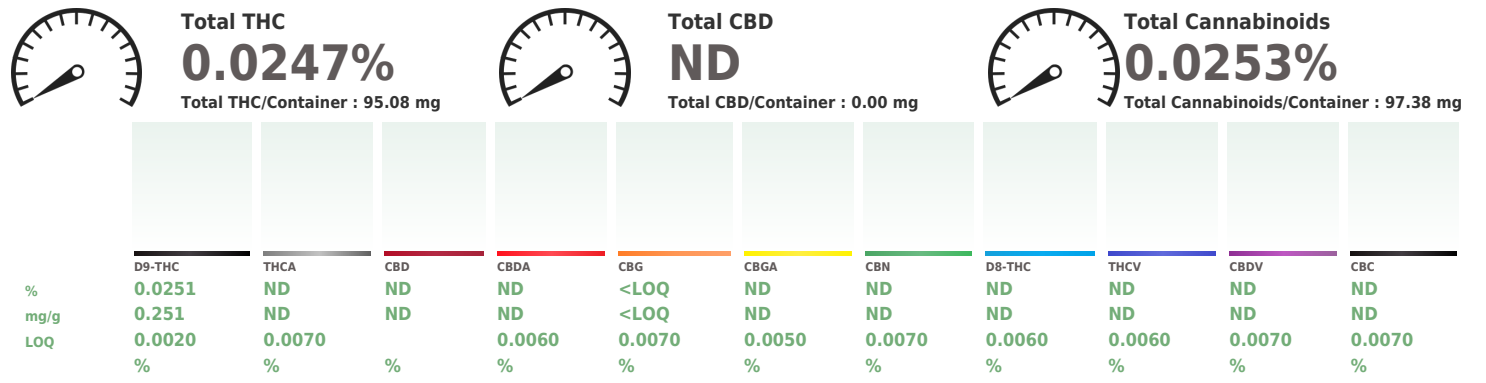 Total THC
0.0247%
Total THC/Container : 95.08 mg
Total CBD
ND
Total CBD/Container : 0.00 mg
Total Cannabinoids
0.0253%
Total Cannabinoids/Container : 97.38 mg
D9-THC THCA CBD CBDA CBG CBGA CBN D8-THC THCV CBDV CBC
% 0.0251 ND ND ND <LOQ ND ND ND ND ND ND
mg/g 0.251 ND ND ND <LOQ ND ND ND ND ND ND
LOQ 0.0020 0.0070 0.0060 0.0070 0.0050 0.0070 0.0060 0.0060 0.0070 0.0070
% % % % % % % % % % %